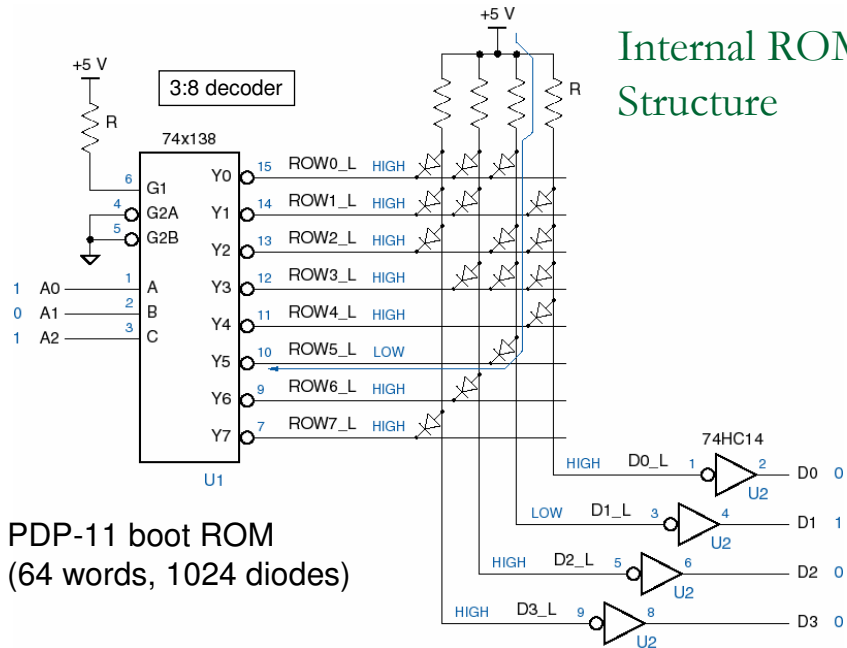 Internal ROM
Structure
+5 V
+5 V
3:8 decoder
R
R
74x138
6 G1
4 G2A
5 G2B
1 A0 1 A
0 A1 2 B
1 A2 3 C
Y0 15 ROW0_L HIGH
Y1 14 ROW1_L HIGH
Y2 13 ROW2_L HIGH
Y3 12 ROW3_L HIGH
Y4 11 ROW4_L HIGH
Y5 10 ROW5_L LOW
Y6 9 ROW6_L HIGH
Y7 7 ROW7_L HIGH
U1
74HC14
HIGH D0_L 1 2 D0 0
U2
LOW D1_L 3 4 D1 1
U2
HIGH D2_L 5 6 D2 0
U2
HIGH D3_L 9 8 D3 0
U2
PDP-11 boot ROM
(64 words, 1024 diodes)